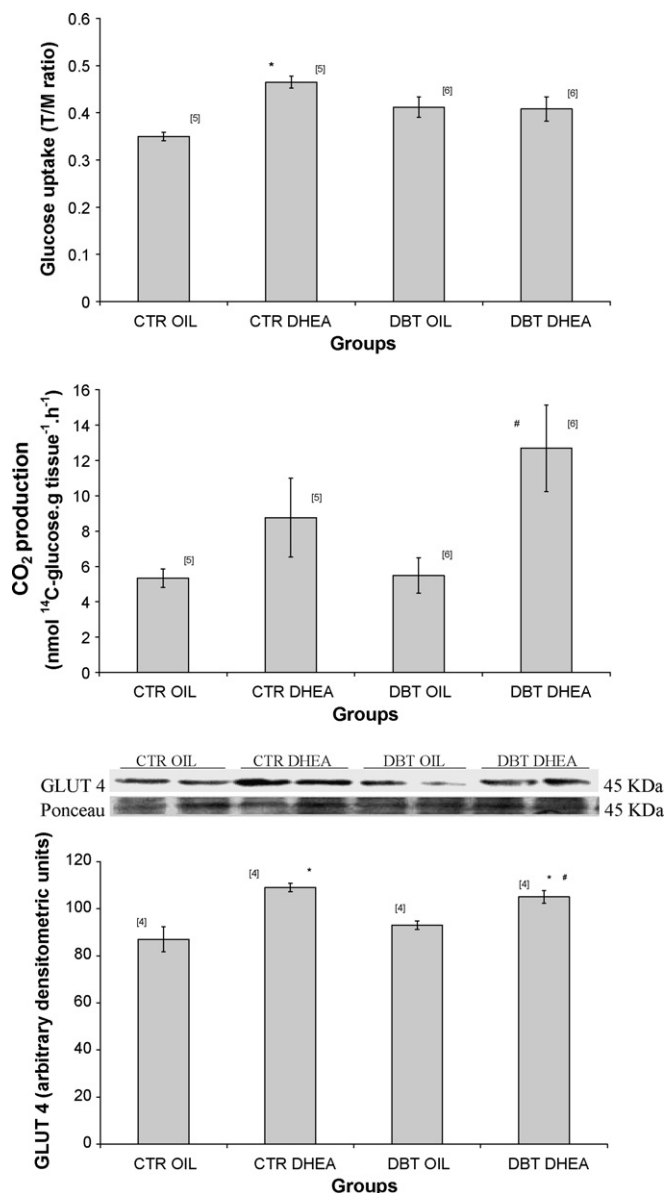 Glucose uptake (T/M ratio)
0.6
0.5
0.4
0.3
0.2
0.1
0
[5]
*
[5]
[6]
[6]
CTR OIL CTR DHEA DBT OIL DBT DHEA
Groups
CO₂ production
(nmol ¹⁴C-glucose.g tissue⁻¹.h⁻¹)
16
14
12
10
8
6
4
2
0
[5]
[5]
[6]
#
[6]
CTR OIL CTR DHEA DBT OIL DBT DHEA
Groups
CTR OIL CTR DHEA DBT OIL DBT DHEA
GLUT 4 45 KDa
Ponceau 45 KDa
GLUT 4 (arbitrary densitometric units)
120
100
80
60
40
20
0
[4]
[4] *
[4]
[4] * #
CTR OIL CTR DHEA DBT OIL DBT DHEA
Groups